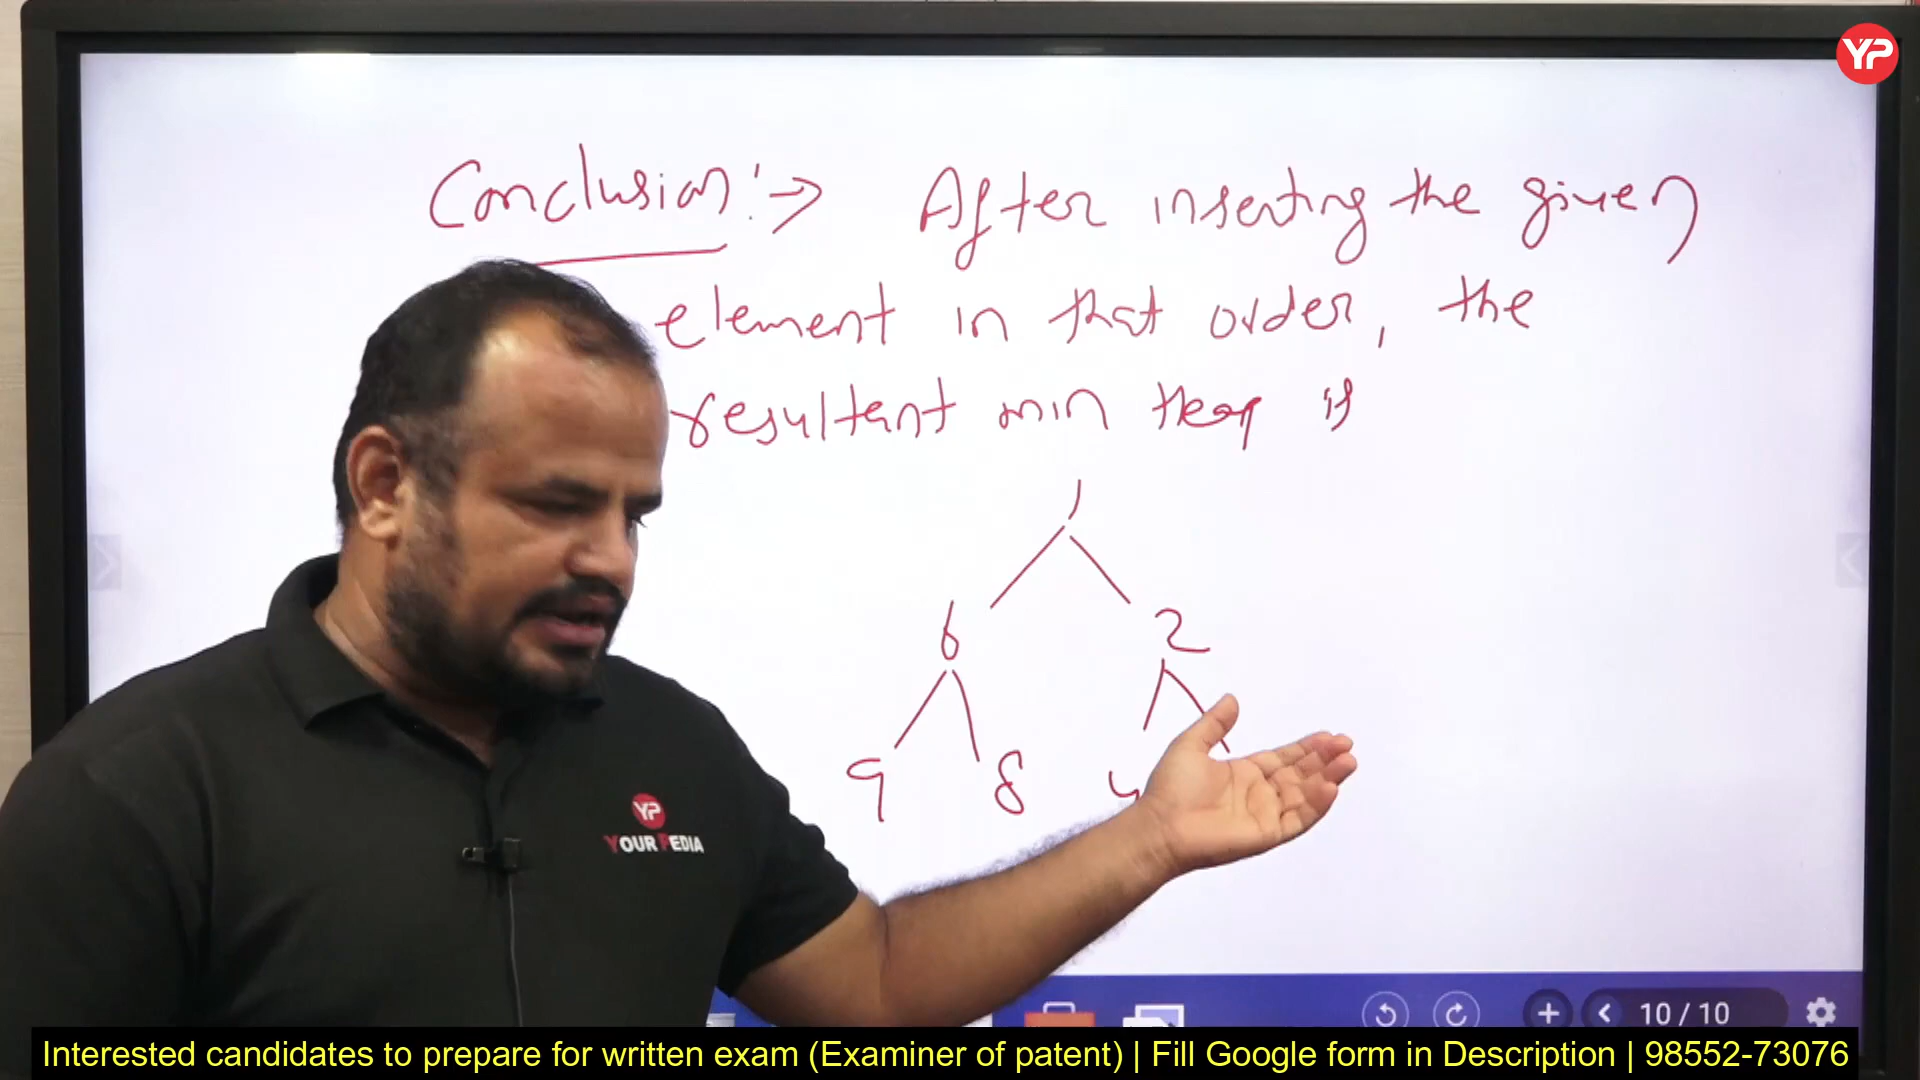 YP
Conclusion:→ After inserting the given
element in that order, the
resultant min Heap is
1
6 2
9 8 4
YP
YOUR PEDIA
10 / 10
Interested candidates to prepare for written exam (Examiner of patent) | Fill Google form in Description | 98552-73076